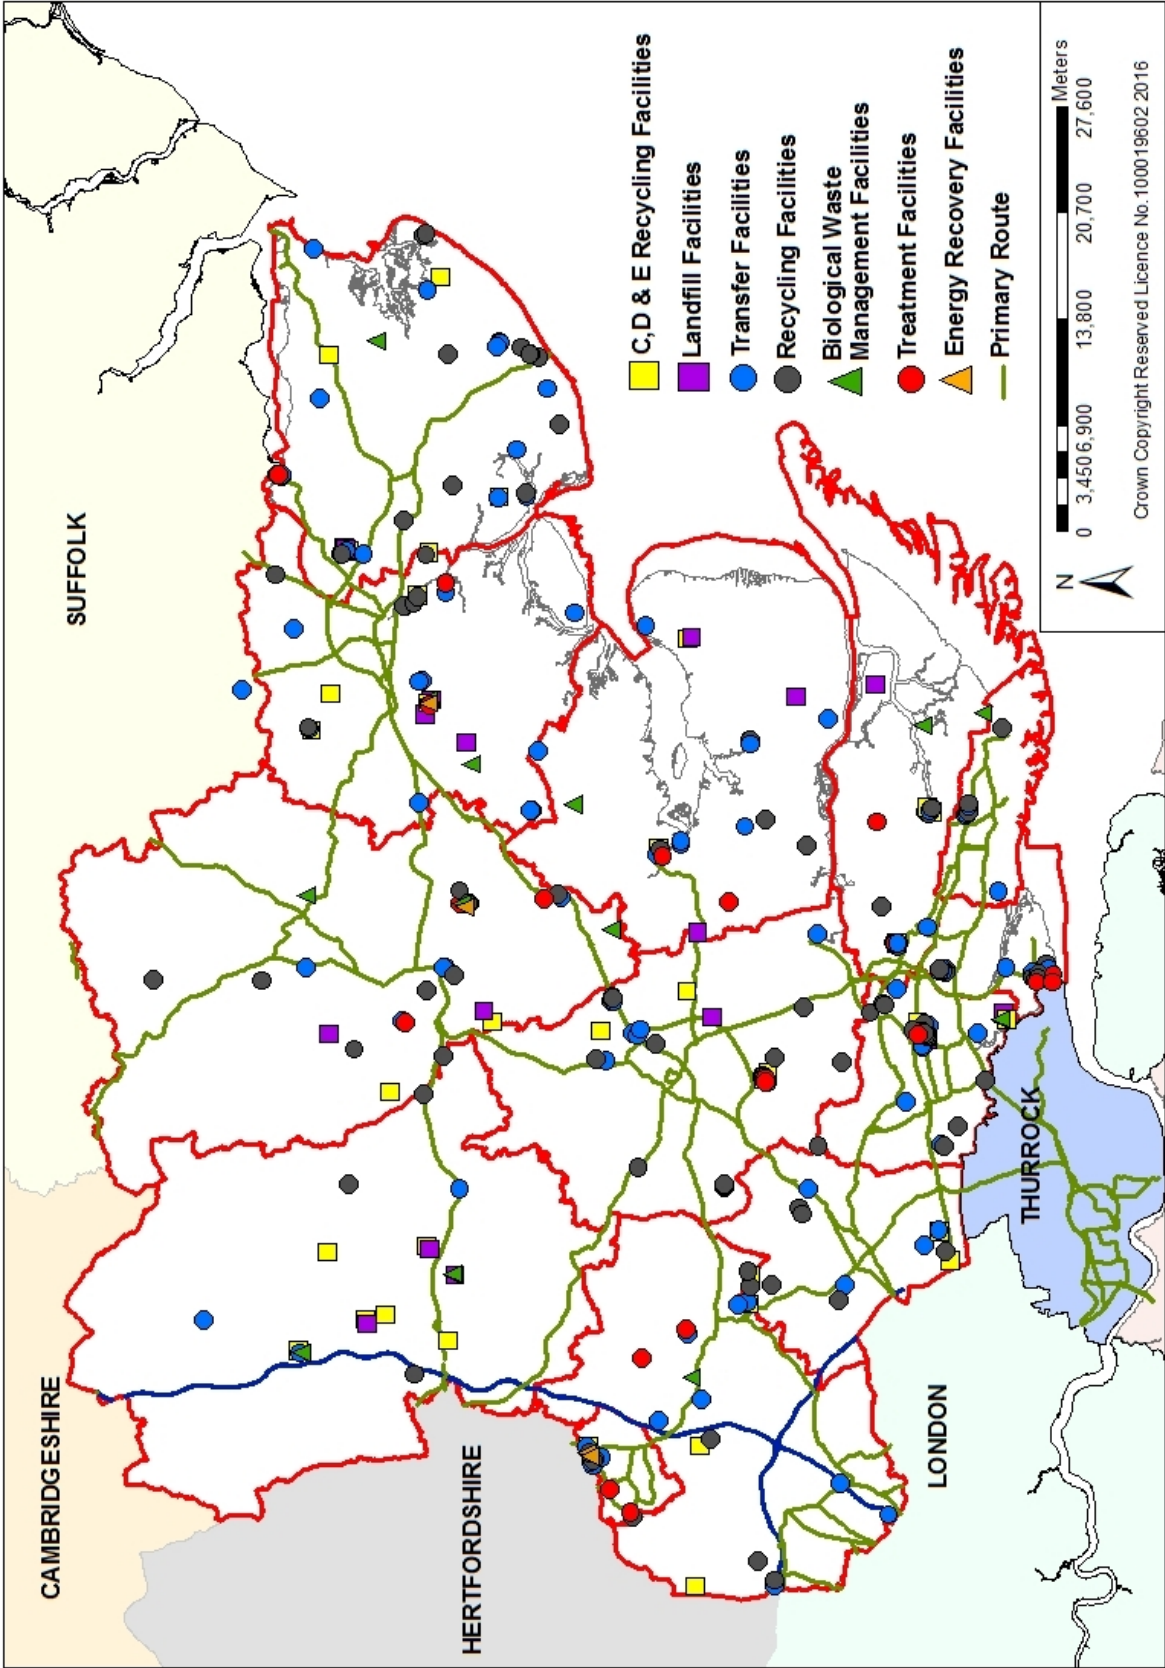 CAMBRIDGESHIRE
SUFFOLK
HERTFORDSHIRE
LONDON
THURROCK
C,D & E Recycling Facilities
Landfill Facilities
Transfer Facilities
Recycling Facilities
Biological Waste
Management Facilities
Treatment Facilities
Energy Recovery Facilities
Primary Route
N
0 3,450 6,900 13,800 20,700 27,600
Meters
Crown Copyright Reserved Licence No.100019602 2016